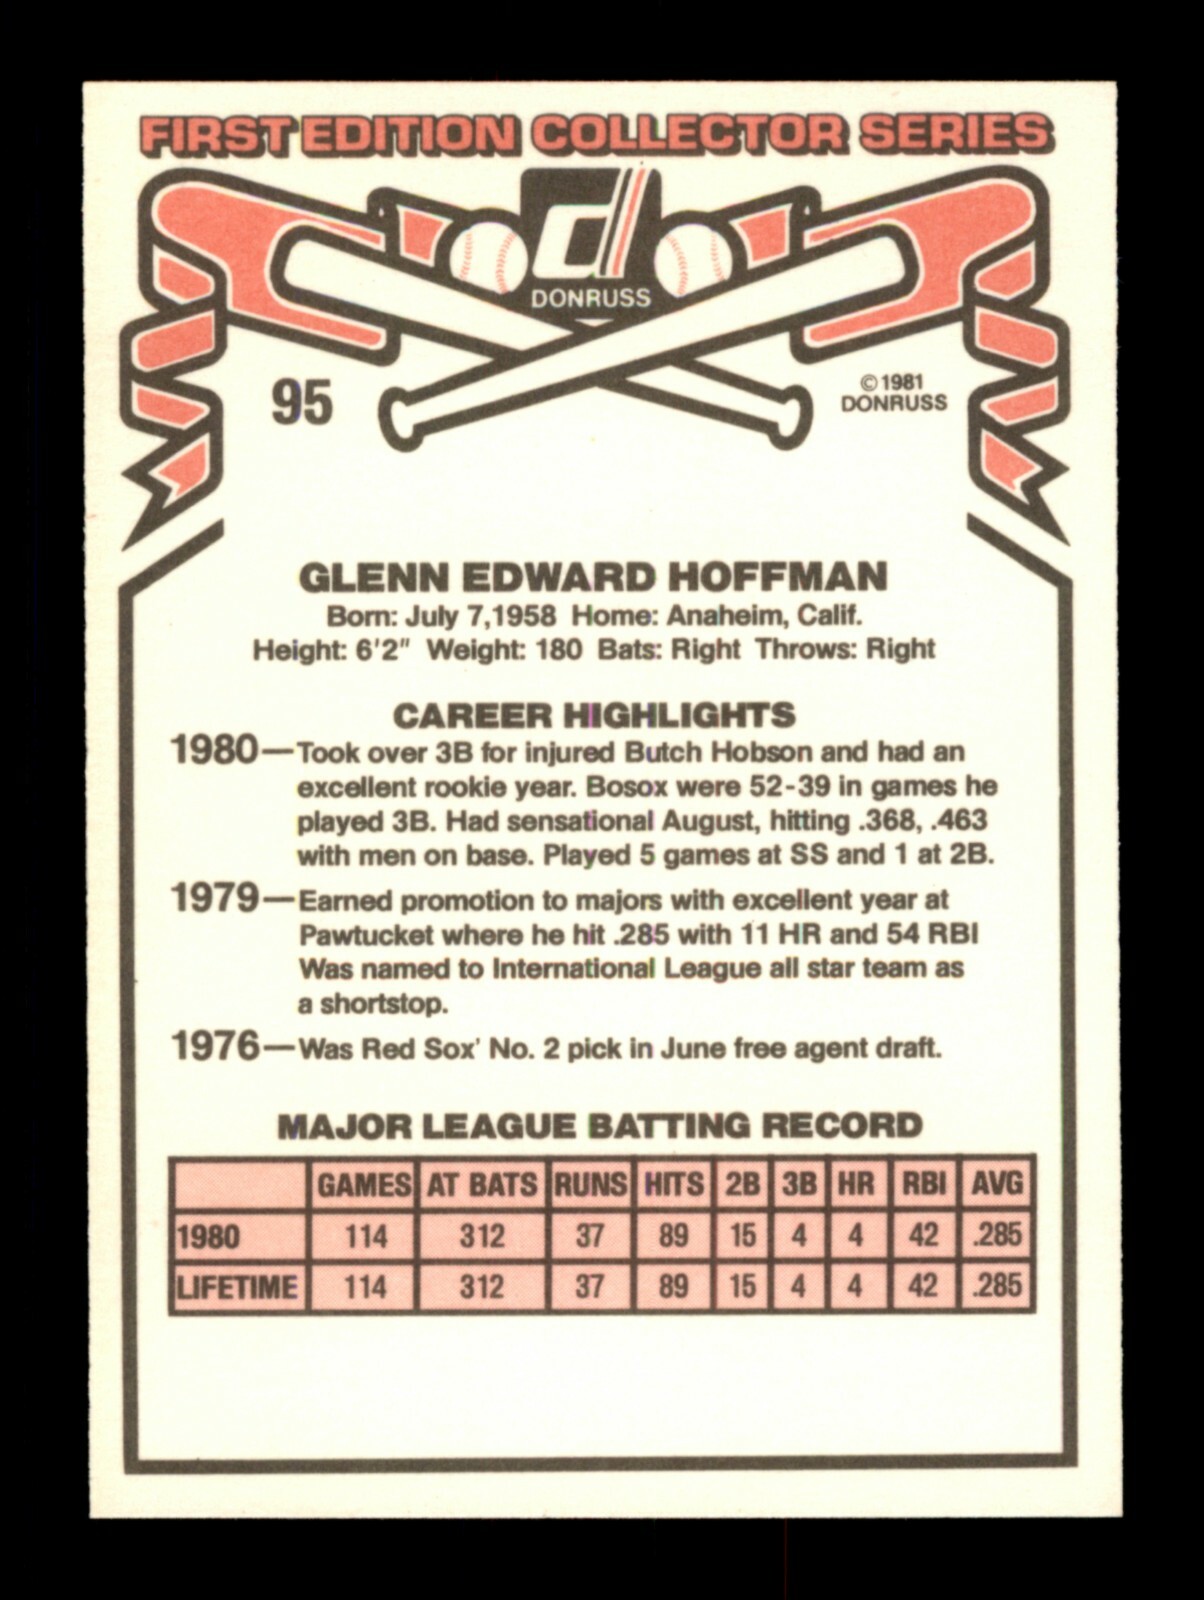 FIRST EDITION COLLECTOR SERIES
d
DONRUSS
95
©1981
DONRUSS
GLENN EDWARD HOFFMAN
Born: July 7,1958 Home: Anaheim, Calif.
Height: 6'2" Weight: 180 Bats: Right Throws: Right
CAREER HIGHLIGHTS
1980—Took over 3B for injured Butch Hobson and had an
excellent rookie year. Bosox were 52-39 in games he
played 3B. Had sensational August, hitting .368, .463
with men on base. Played 5 games at SS and 1 at 2B.
1979—Earned promotion to majors with excellent year at
Pawtucket where he hit .285 with 11 HR and 54 RBI
Was named to International League all star team as
a shortstop.
1976—Was Red Sox' No. 2 pick in June free agent draft.
MAJOR LEAGUE BATTING RECORD
GAMES AT BATS RUNS HITS 2B 3B HR RBI AVG
1980 114 312 37 89 15 4 4 42 .285
LIFETIME 114 312 37 89 15 4 4 42 .285